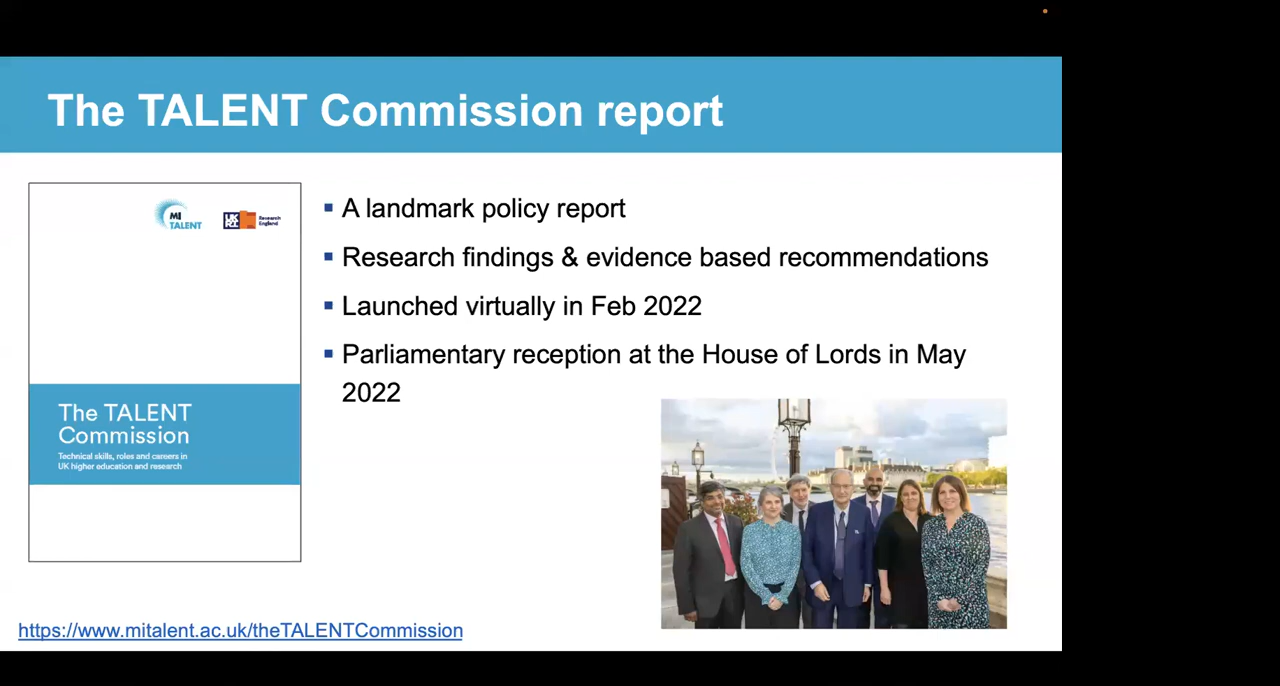 The TALENT Commission report
MI
TALENT
UK
RI
Research
England
The TALENT
Commission
Technical skills, roles and careers in
UK higher education and research
▪ A landmark policy report
▪ Research findings & evidence based recommendations
▪ Launched virtually in Feb 2022
▪ Parliamentary reception at the House of Lords in May
2022
https://www.mitalent.ac.uk/theTALENTCommission